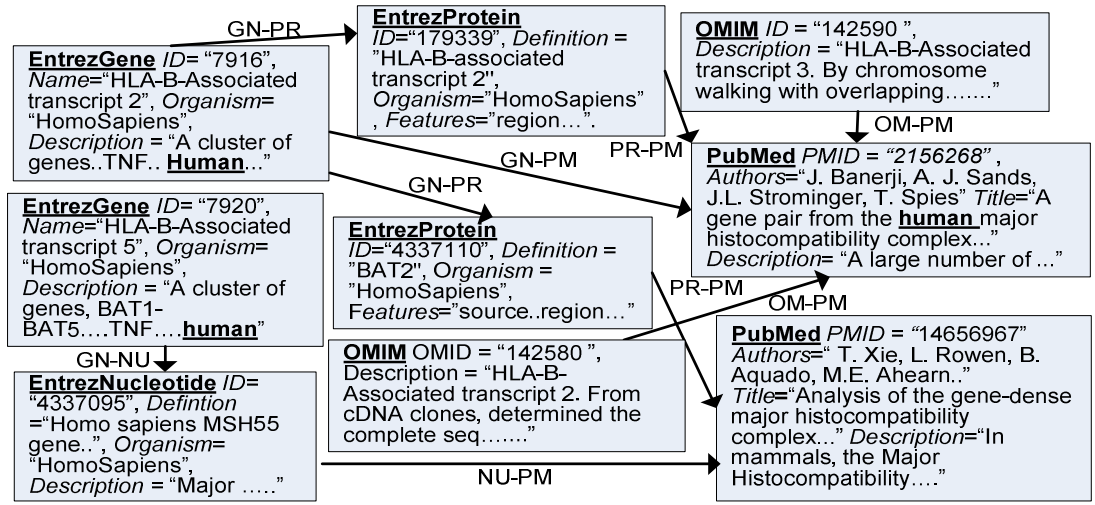 GN-PR
EntrezGene ID= “7916”,
Name=“HLA-B-Associated
transcript 2”, Organism=
“HomoSapiens”,
Description = “A cluster of
genes..TNF.. Human...”
EntrezProtein
ID=“179339”, Definition =
”HLA-B-associated
transcript 2",
Organism=”HomoSapiens”
, Features=”region…”.
OMIM ID = “142590 ”
Description = “HLA-B-Associated
transcript 3. By chromosome
walking with overlapping…….”
OM-PM
PR-PM
GN-PM
GN-PR
PubMed PMID = “2156268” ,
Authors=“J. Banerji, A. J. Sands,
J.L. Strominger, T. Spies” Title=“A
gene pair from the human major
histocompatibility complex...”
Description= “A large number of ...”
EntrezGene ID= “7920”,
Name=“HLA-B-Associated
transcript 5”, Organism=
“HomoSapiens”,
Description = “A cluster of
genes, BAT1-
BAT5….TNF….human”
GN-NU
EntrezProtein
ID=“4337110”, Definition =
”BAT2", Organism =
”HomoSapiens”,
Features=”source..region…”
PR-PM
OM-PM
OMIM OMID = “142580 ”,
Description = “HLA-B-
Associated transcript 2. From
cDNA clones, determined the
complete seq…….”
PubMed PMID = “14656967”
Authors=“ T. Xie, L. Rowen, B.
Aquado, M.E. Ahearn..”
Title=“Analysis of the gene-dense
major histocompatibility
complex...” Description=“In
mammals, the Major
Histocompatibility….”
EntrezNucleotide ID=
“4337095”, Defintion
=“Homo sapiens MSH55
gene..”, Organism=
“HomoSapiens”,
Description = “Major …..”
NU-PM